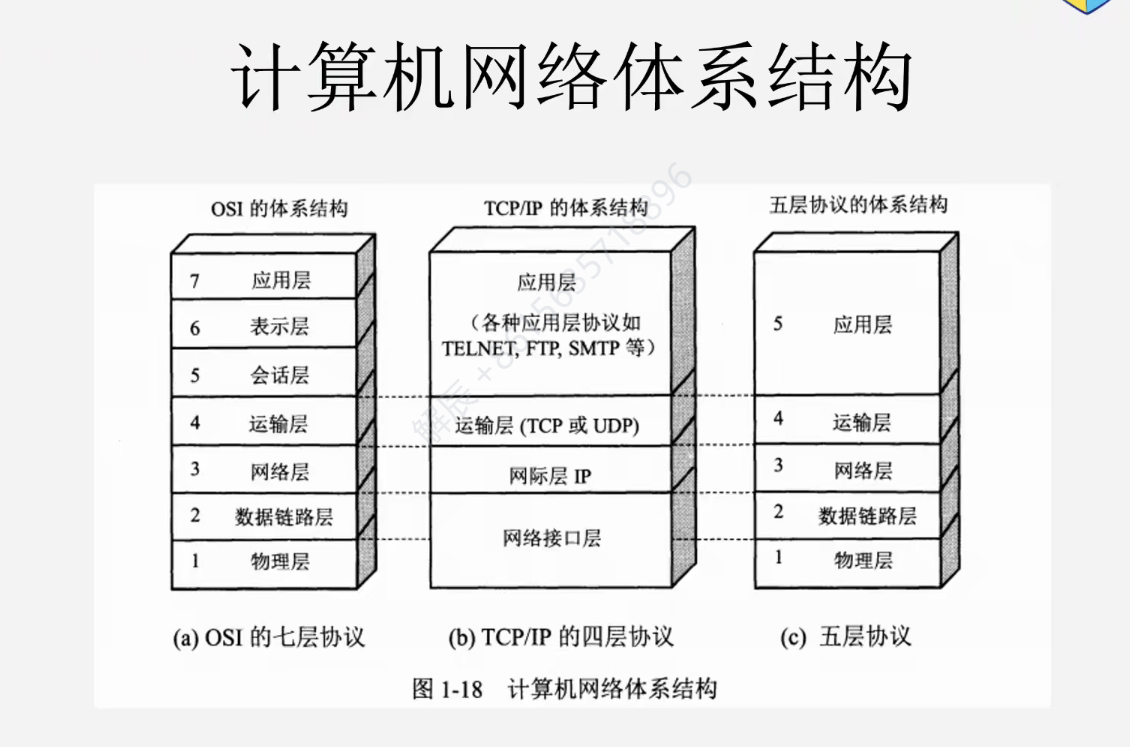 计算机网络体系结构
OSI 的体系结构
7 应用层
6 表示层
5 会话层
4 运输层
3 网络层
2 数据链路层
1 物理层
(a) OSI 的七层协议
TCP/IP 的体系结构
应用层
（各种应用层协议如
TELNET, FTP, SMTP 等）
运输层 (TCP 或 UDP)
网际层 IP
网络接口层
(b) TCP/IP 的四层协议
五层协议的体系结构
5 应用层
4 运输层
3 网络层
2 数据链路层
1 物理层
(c) 五层协议
图 1-18 计算机网络体系结构